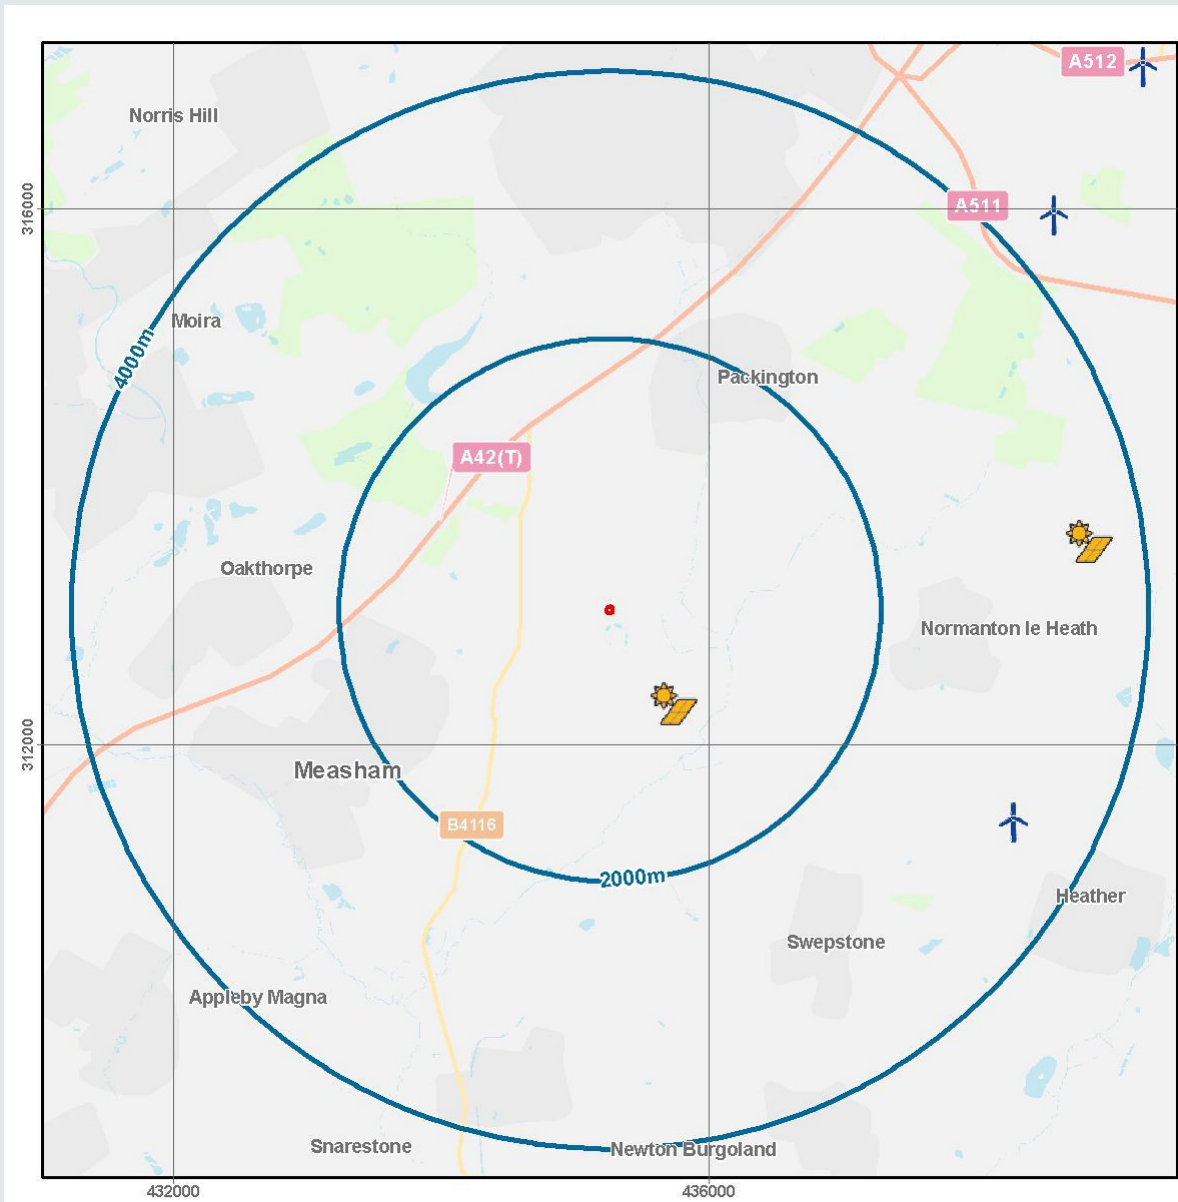 A512
Norris Hill
316000
A511
Moira
4000m
Packington
A42(T)
Oakthorpe
Normanton le Heath
312000
Measham
B4116
2000m
Heather
Swepstone
Appleby Magna
Snarestone
Newton Burgoland
432000
436000